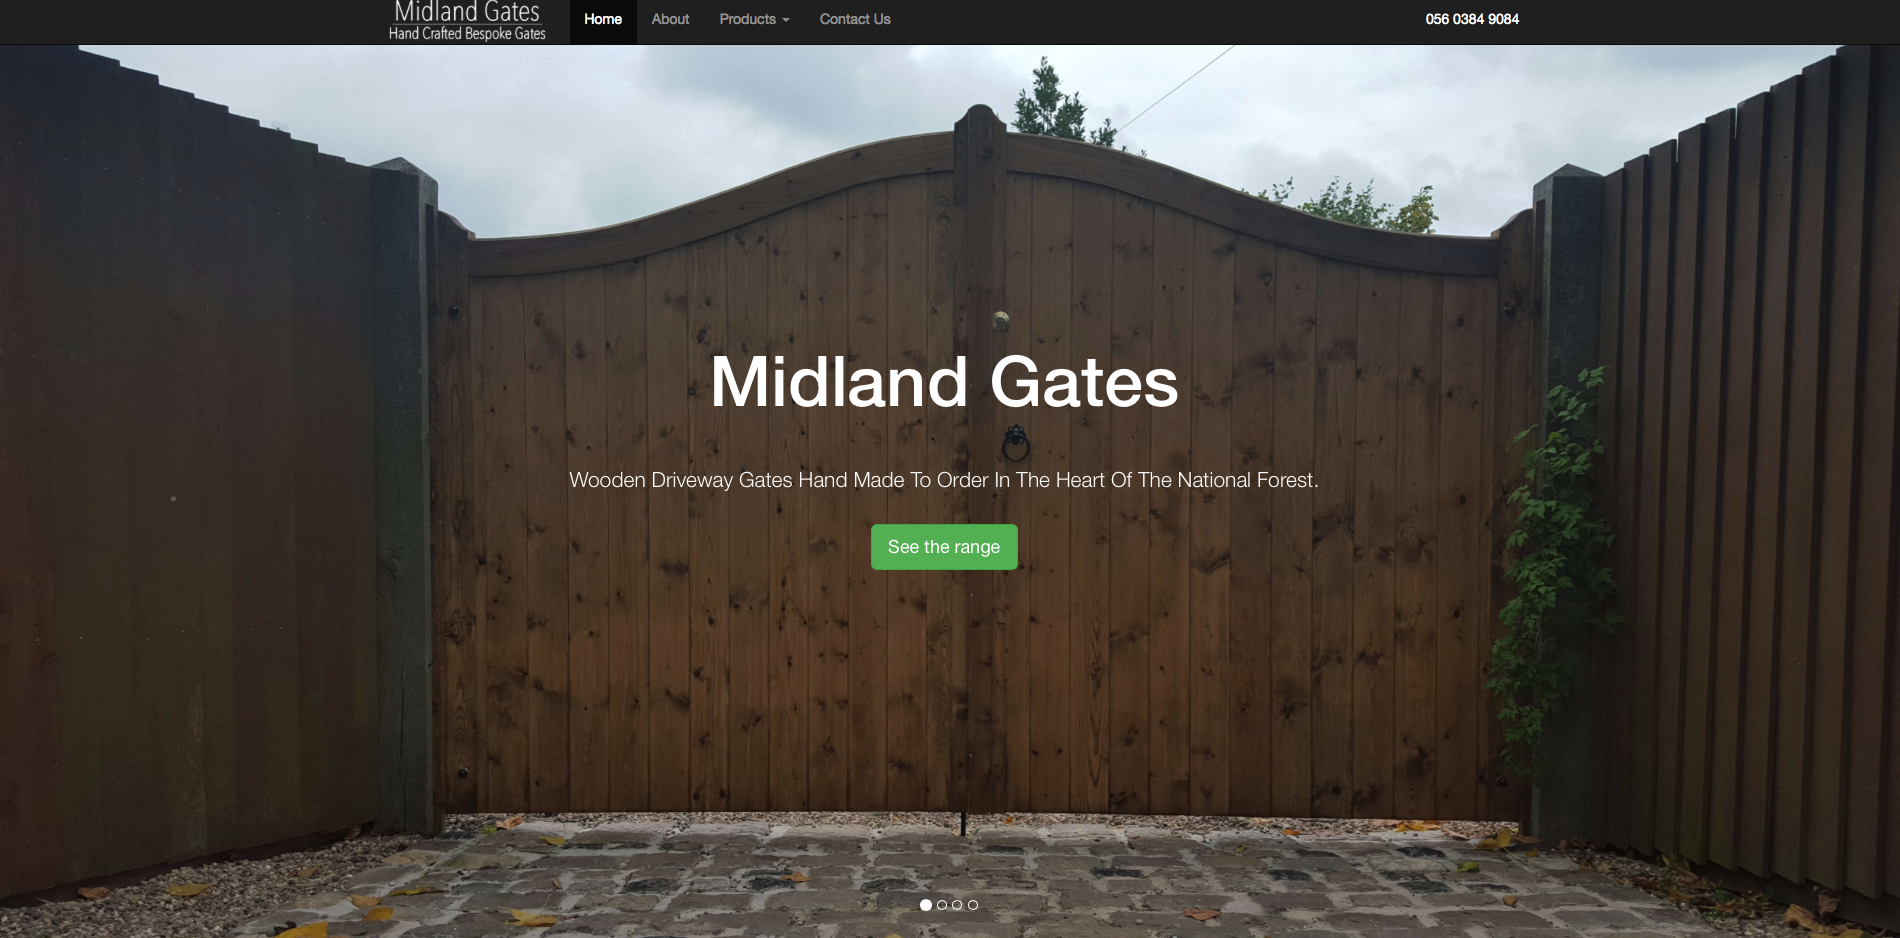 Midland Gates
Hand Crafted Bespoke Gates
Home
About
Products
Contact Us
056 0384 9084
Midland Gates
Wooden Driveway Gates Hand Made To Order In The Heart Of The National Forest.
See the range